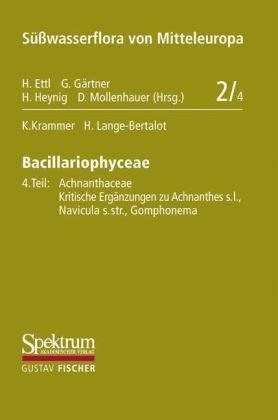 Süßwasserflora von Mitteleuropa
H. Ettl G. Gärtner
H. Heynig D. Mollenhauer (Hrsg.)
2/4
K.Krammer H. Lange-Bertalot
Bacillariophyceae
4.Teil: Achnanthaceae
Kritische Ergänzungen zu Achnanthes s.l.,
Navicula s.str., Gomphonema
Spektrum
AKADEMISCHER VERLAG
GUSTAV FISCHER